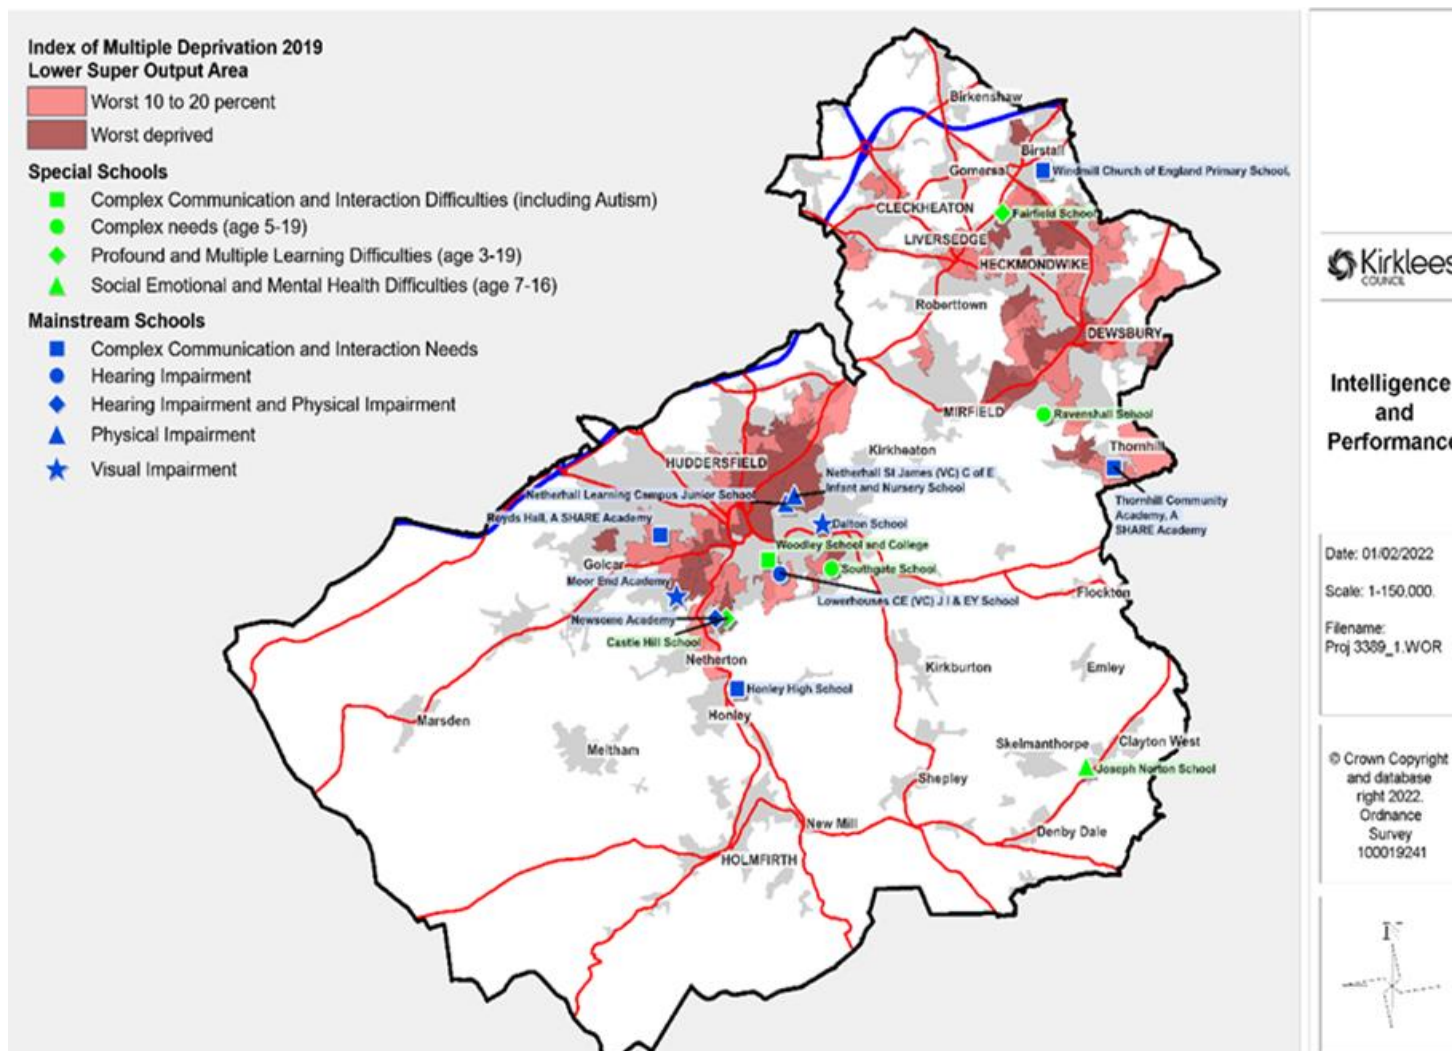 Index of Multiple Deprivation 2019
Lower Super Output Area
Worst 10 to 20 percent
Worst deprived
Special Schools
Complex Communication and Interaction Difficulties (including Autism)
Complex needs (age 5-19)
Profound and Multiple Learning Difficulties (age 3-19)
Social Emotional and Mental Health Difficulties (age 7-16)
Mainstream Schools
Complex Communication and Interaction Needs
Hearing Impairment
Hearing Impairment and Physical Impairment
Physical Impairment
Visual Impairment
Birkenshaw
Birstall
Gomersal
Windmill Church of England Primary School,
CLECKHEATON
Fairfield School
LIVERSEDGE
HECKMONDWIKE
Roberttown
DEWSBURY
MIRFIELD
Ravenshall School
Kirkheaton
Thornhill
HUDDERSFIELD
Netherhall St James (VC) C of E
Infant and Nursery School
Netherhall Learning Campus Junior School
Thornhill Community
Academy, A
SHARE Academy
Royds Hall, A SHARE Academy
Dalton School
Woodley School and College
Golcar
Southgate School
Moor End Academy
Lowerhouses CE (VC) J I & EY School
Flockton
Newsome Academy
Castle Hill School
Netherton
Kirkburton
Emley
Honley High School
Honley
Marsden
Meltham
Skelmanthorpe
Clayton West
Joseph Norton School
Shepley
New Mill
Denby Dale
HOLMFIRTH
Kirklees
COUNCIL
Intelligence
and
Performance
Date: 01/02/2022
Scale: 1-150,000.
Filename:
Proj 3389_1.WOR
© Crown Copyright
and database
right 2022.
Ordnance
Survey
100019241